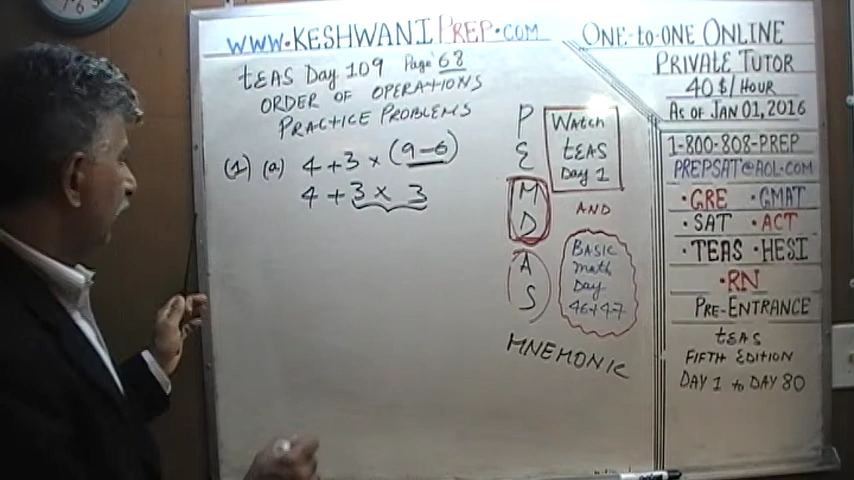 WWW.KESHWANIPREP.COM
tEAS DAY 109 Page 68
ORDER OF OPERATIONS
PRACTICE PROBLEMS
(1) (a) 4 + 3 × (9-6)
4 + 3 × 3
P
E
M
D
A
S
MNEMONIC
Watch
tEAS
Day 1
AND
BASIC
math
Day
46+47
ONE-to-ONE ONLINE
PRIVATE TUTOR
40 $/HOUR
AS OF JAN 01, 2016
1-800-808-PREP
PREPSAT@AOL.COM
•GRE •GMAT
•SAT •ACT
•TEAS •HESI
•RN
PRE-ENTRANCE
tEAS
FIFTH EDITION
DAY 1 to DAY 80